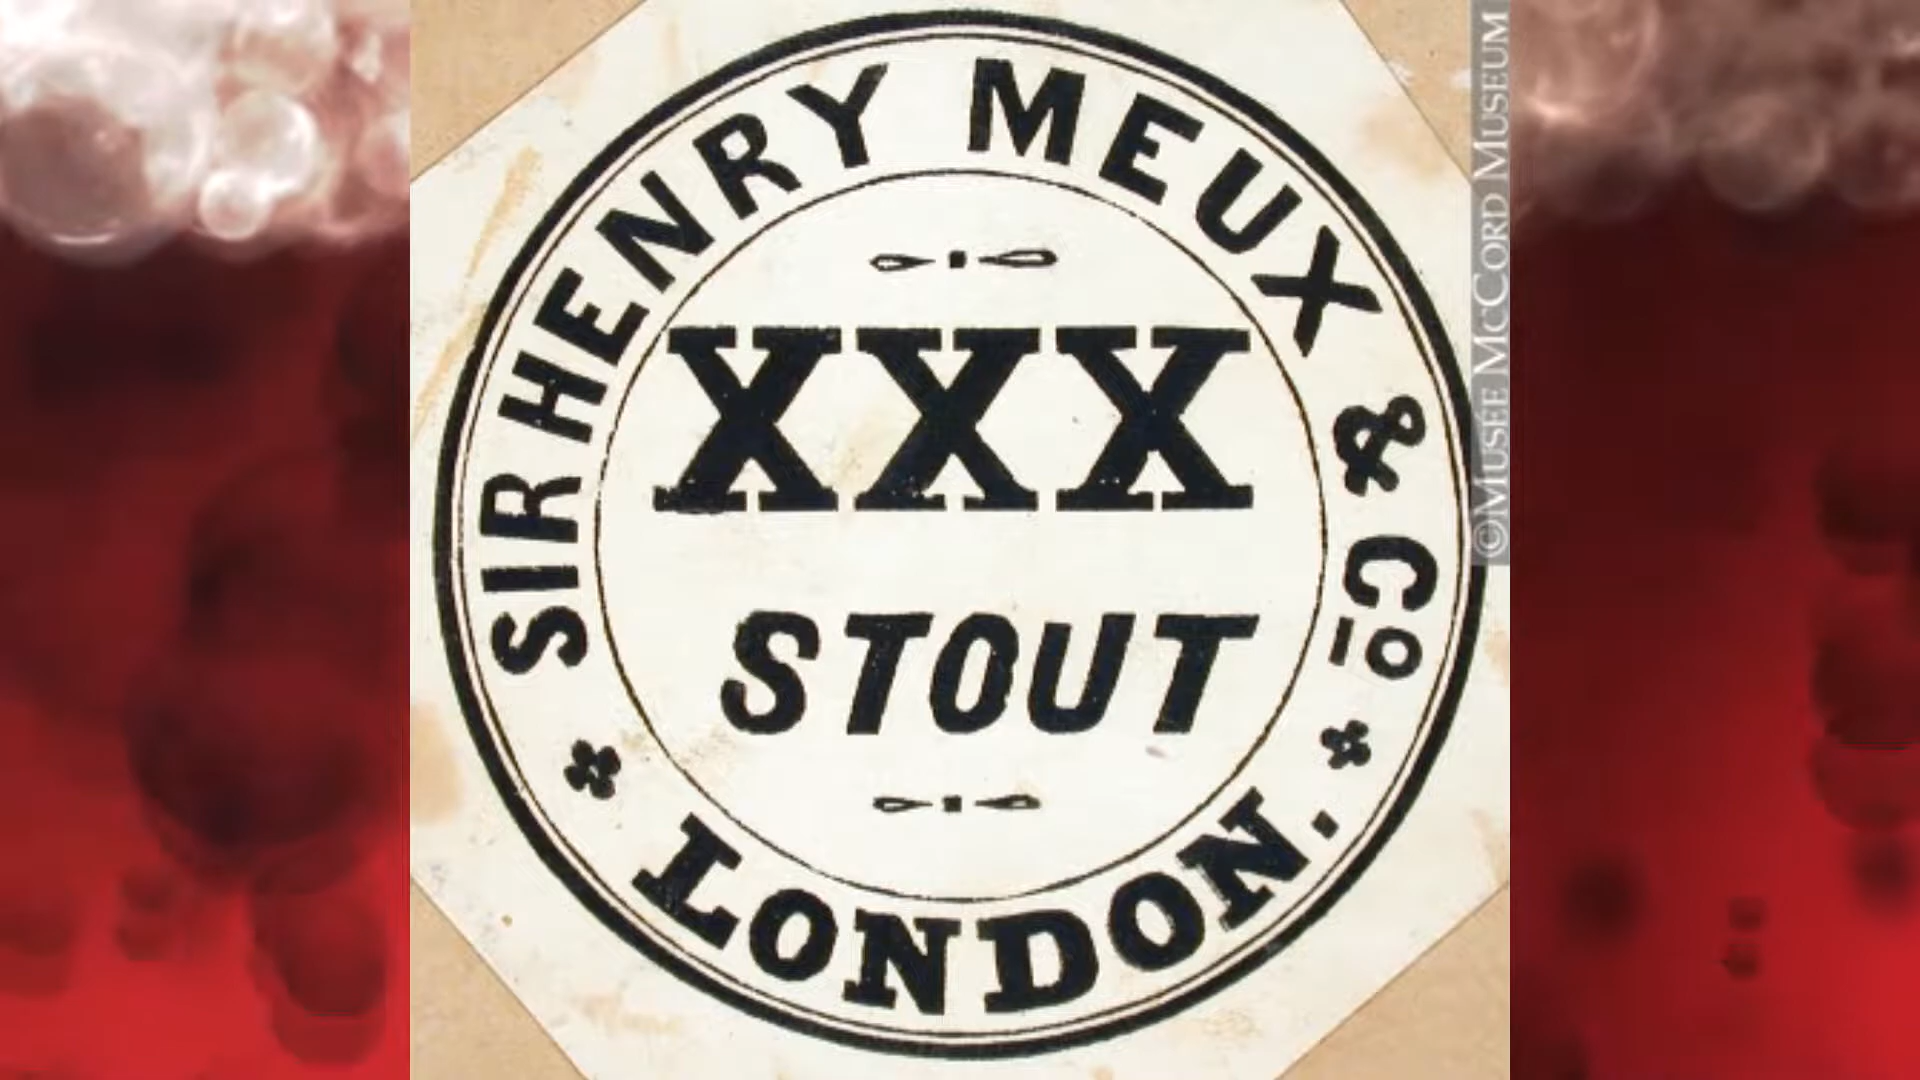 SIR HENRY MEUX & Cº
XXX
STOUT
LONDON.
©MUSÉE MCCORD MUSEUM